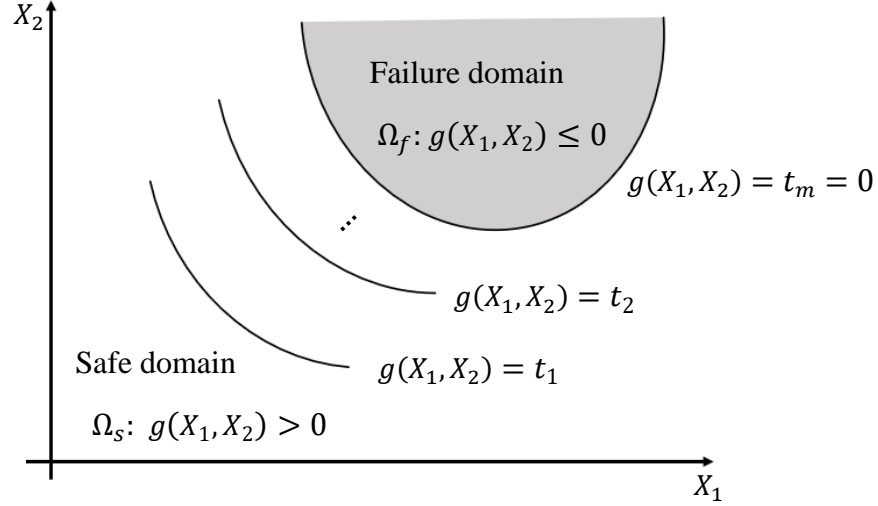 X₂
Failure domain
Ω_f: g(X₁, X₂) ≤ 0
g(X₁, X₂) = t_m = 0
g(X₁, X₂) = t₂
Safe domain
g(X₁, X₂) = t₁
Ω_s: g(X₁, X₂) > 0
X₁